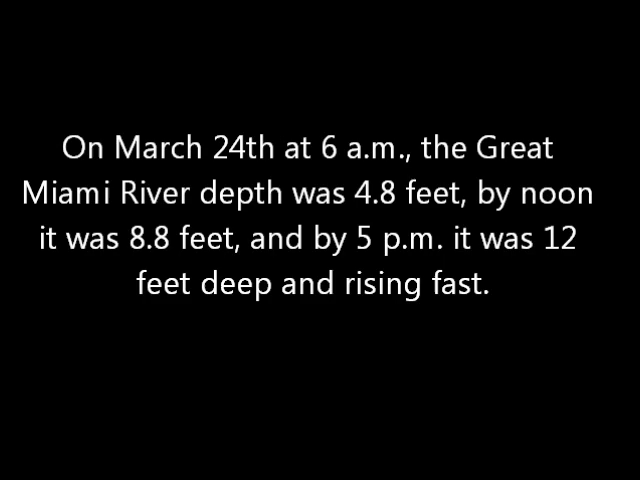 On March 24th at 6 a.m., the Great
Miami River depth was 4.8 feet, by noon
it was 8.8 feet, and by 5 p.m. it was 12
feet deep and rising fast.